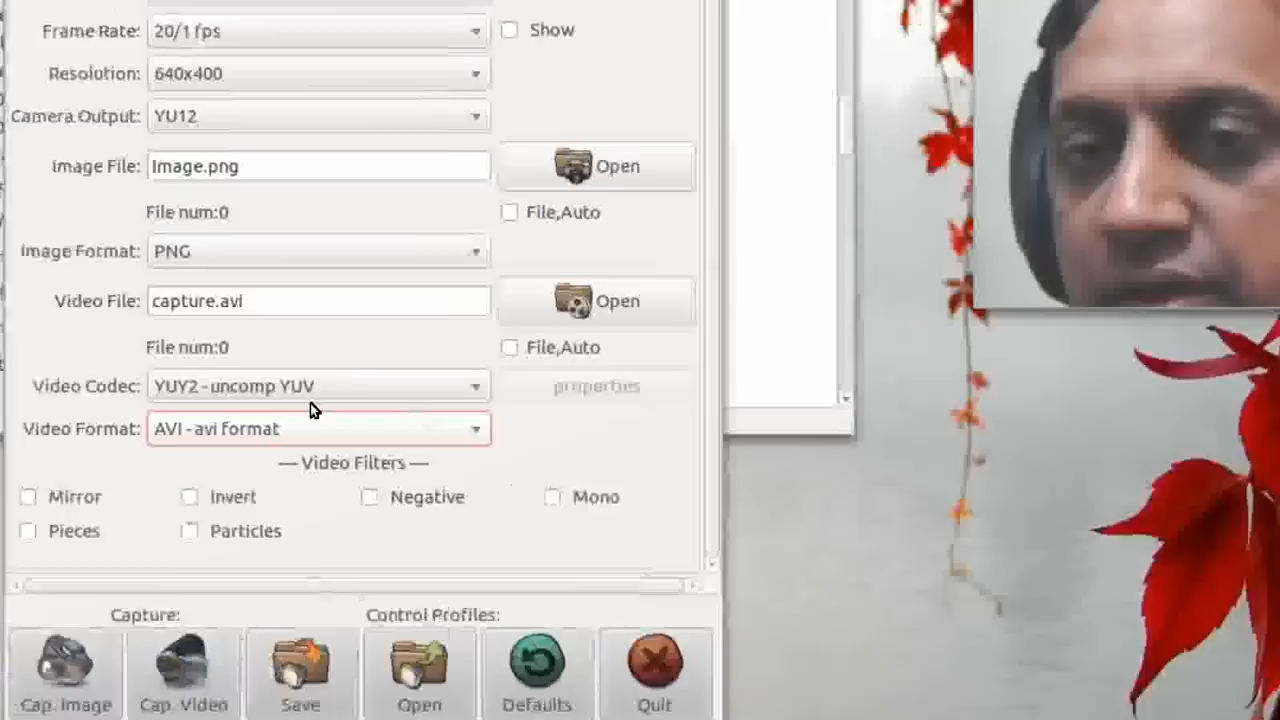 Frame Rate: 20/1 fps Show
Resolution: 640x400
Camera Output: YU12
Image File: Image.png Open
File num:0 File,Auto
Image Format: PNG
Video File: capture.avi Open
File num:0 File,Auto
Video Codec: YUY2 - uncomp YUV properties
Video Format: AVI - avi format
— Video Filters —
Mirror Invert Negative Mono
Pieces Particles
Capture: Control Profiles:
Cap. Image Cap. Video Save Open Defaults Quit